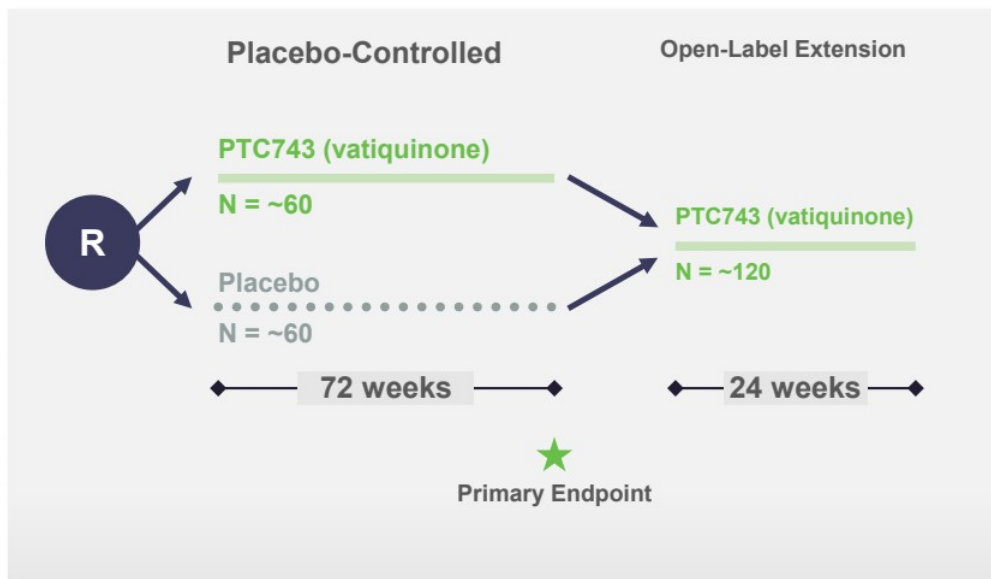 Placebo-Controlled
Open-Label Extension
PTC743 (vatiquinone)
N = ~60
R
Placebo
N = ~60
PTC743 (vatiquinone)
N = ~120
72 weeks
24 weeks
Primary Endpoint